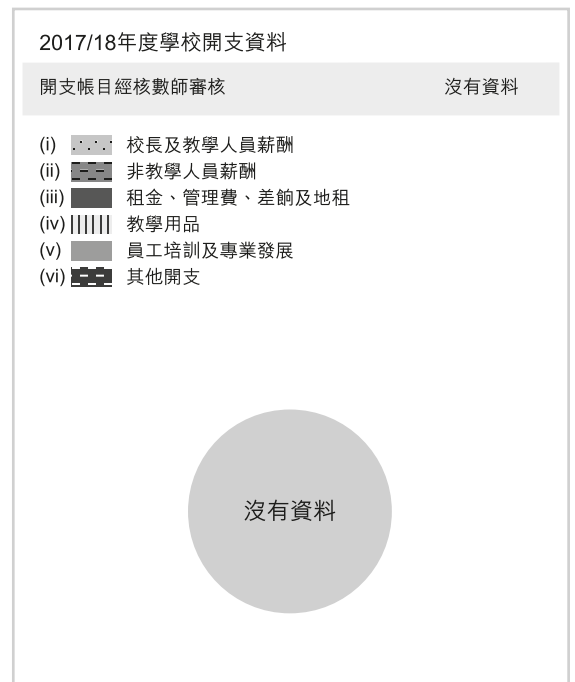 2017/18年度學校開支資料
開支帳目經核數師審核 沒有資料
(i) 校長及教學人員薪酬
(ii) 非教學人員薪酬
(iii) 租金、管理費、差餉及地租
(iv) 教學用品
(v) 員工培訓及專業發展
(vi) 其他開支
沒有資料